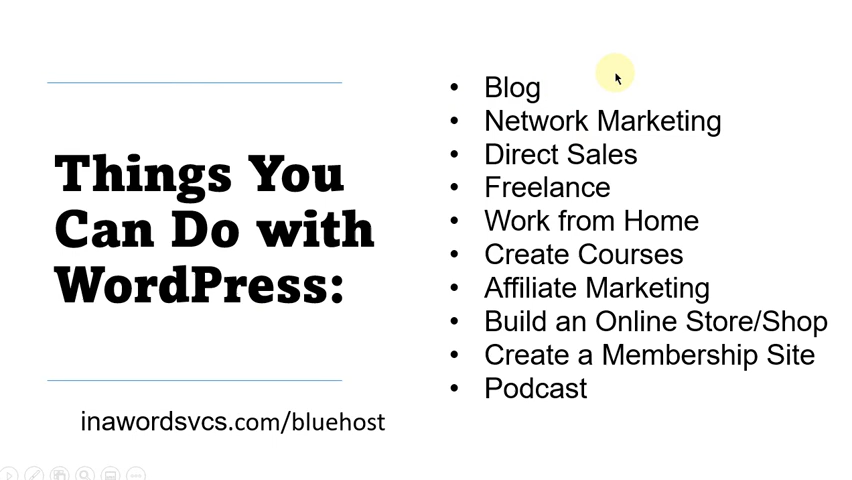 Things You
Can Do with
WordPress:
inawordsvcs.com/bluehost
• Blog
• Network Marketing
• Direct Sales
• Freelance
• Work from Home
• Create Courses
• Affiliate Marketing
• Build an Online Store/Shop
• Create a Membership Site
• Podcast